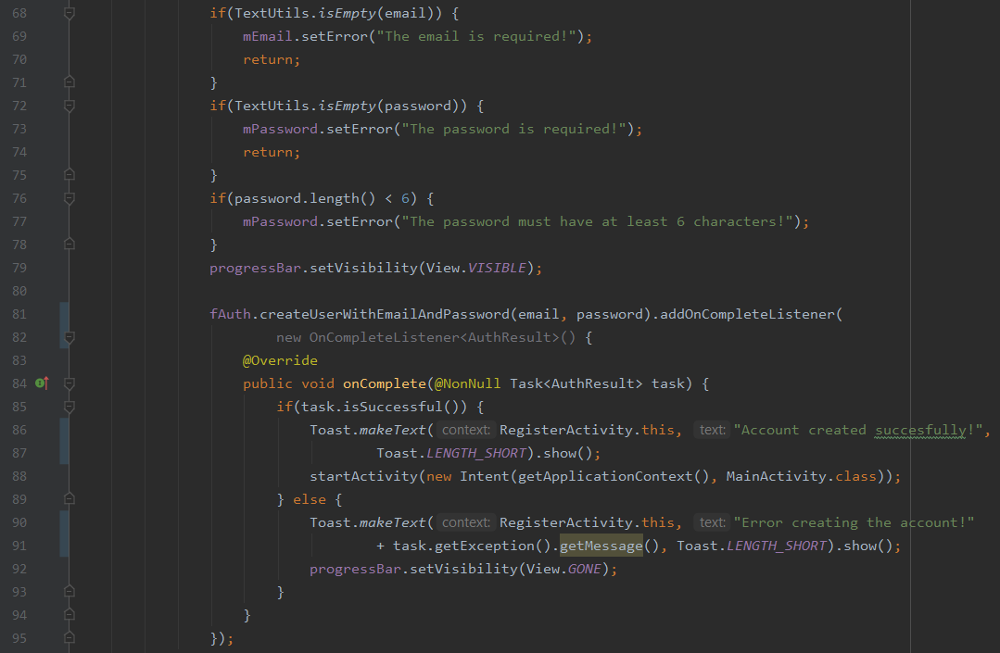 68 if(TextUtils.isEmpty(email)) {
69 mEmail.setError("The email is required!");
70 return;
71 }
72 if(TextUtils.isEmpty(password)) {
73 mPassword.setError("The password is required!");
74 return;
75 }
76 if(password.length() < 6) {
77 mPassword.setError("The password must have at least 6 characters!");
78 }
79 progressBar.setVisibility(View.VISIBLE);
80
81 fAuth.createUserWithEmailAndPassword(email, password).addOnCompleteListener(
82 new OnCompleteListener<AuthResult>() {
83 @Override
84 public void onComplete(@NonNull Task<AuthResult> task) {
85 if(task.isSuccessful()) {
86 Toast.makeText( context: RegisterActivity.this, text: "Account created succesfully!",
87 Toast.LENGTH_SHORT).show();
88 startActivity(new Intent(getApplicationContext(), MainActivity.class));
89 } else {
90 Toast.makeText( context: RegisterActivity.this, text: "Error creating the account!"
91 + task.getException().getMessage(), Toast.LENGTH_SHORT).show();
92 progressBar.setVisibility(View.GONE);
93 }
94 }
95 });